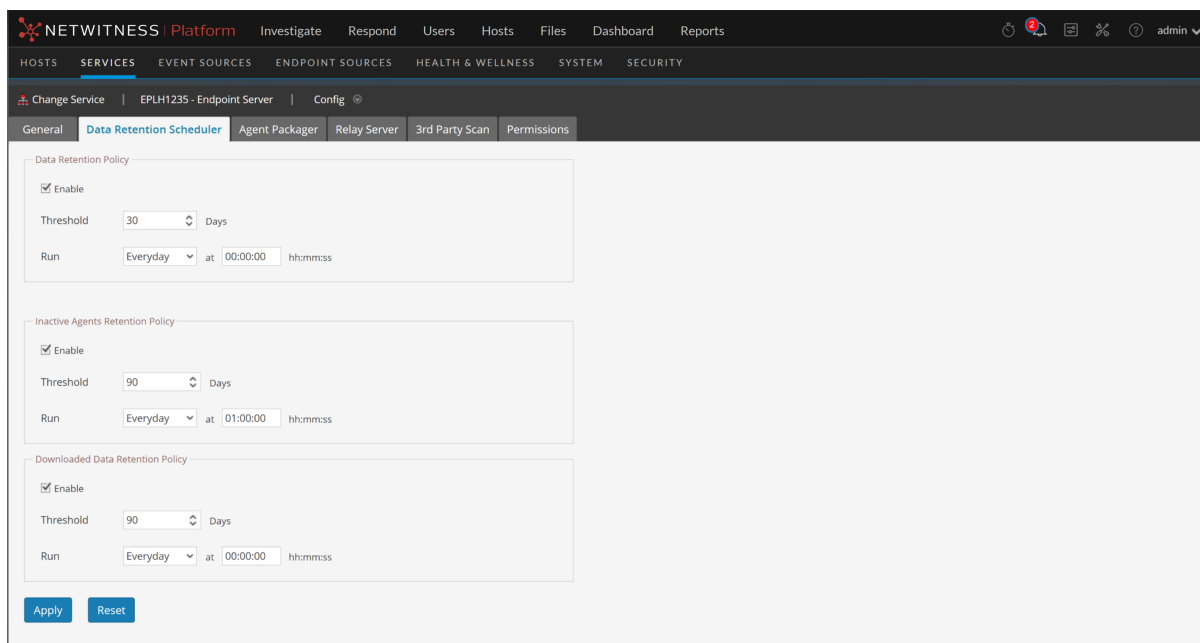 NETWITNESS | Platform Investigate Respond Users Hosts Files Dashboard Reports 2 admin
HOSTS SERVICES EVENT SOURCES ENDPOINT SOURCES HEALTH & WELLNESS SYSTEM SECURITY
Change Service | EPLH1235 - Endpoint Server | Config
General Data Retention Scheduler Agent Packager Relay Server 3rd Party Scan Permissions
Data Retention Policy
Enable
Threshold 30 Days
Run Everyday at 00:00:00 hh:mm:ss
Inactive Agents Retention Policy
Enable
Threshold 90 Days
Run Everyday at 01:00:00 hh:mm:ss
Downloaded Data Retention Policy
Enable
Threshold 90 Days
Run Everyday at 00:00:00 hh:mm:ss
Apply Reset